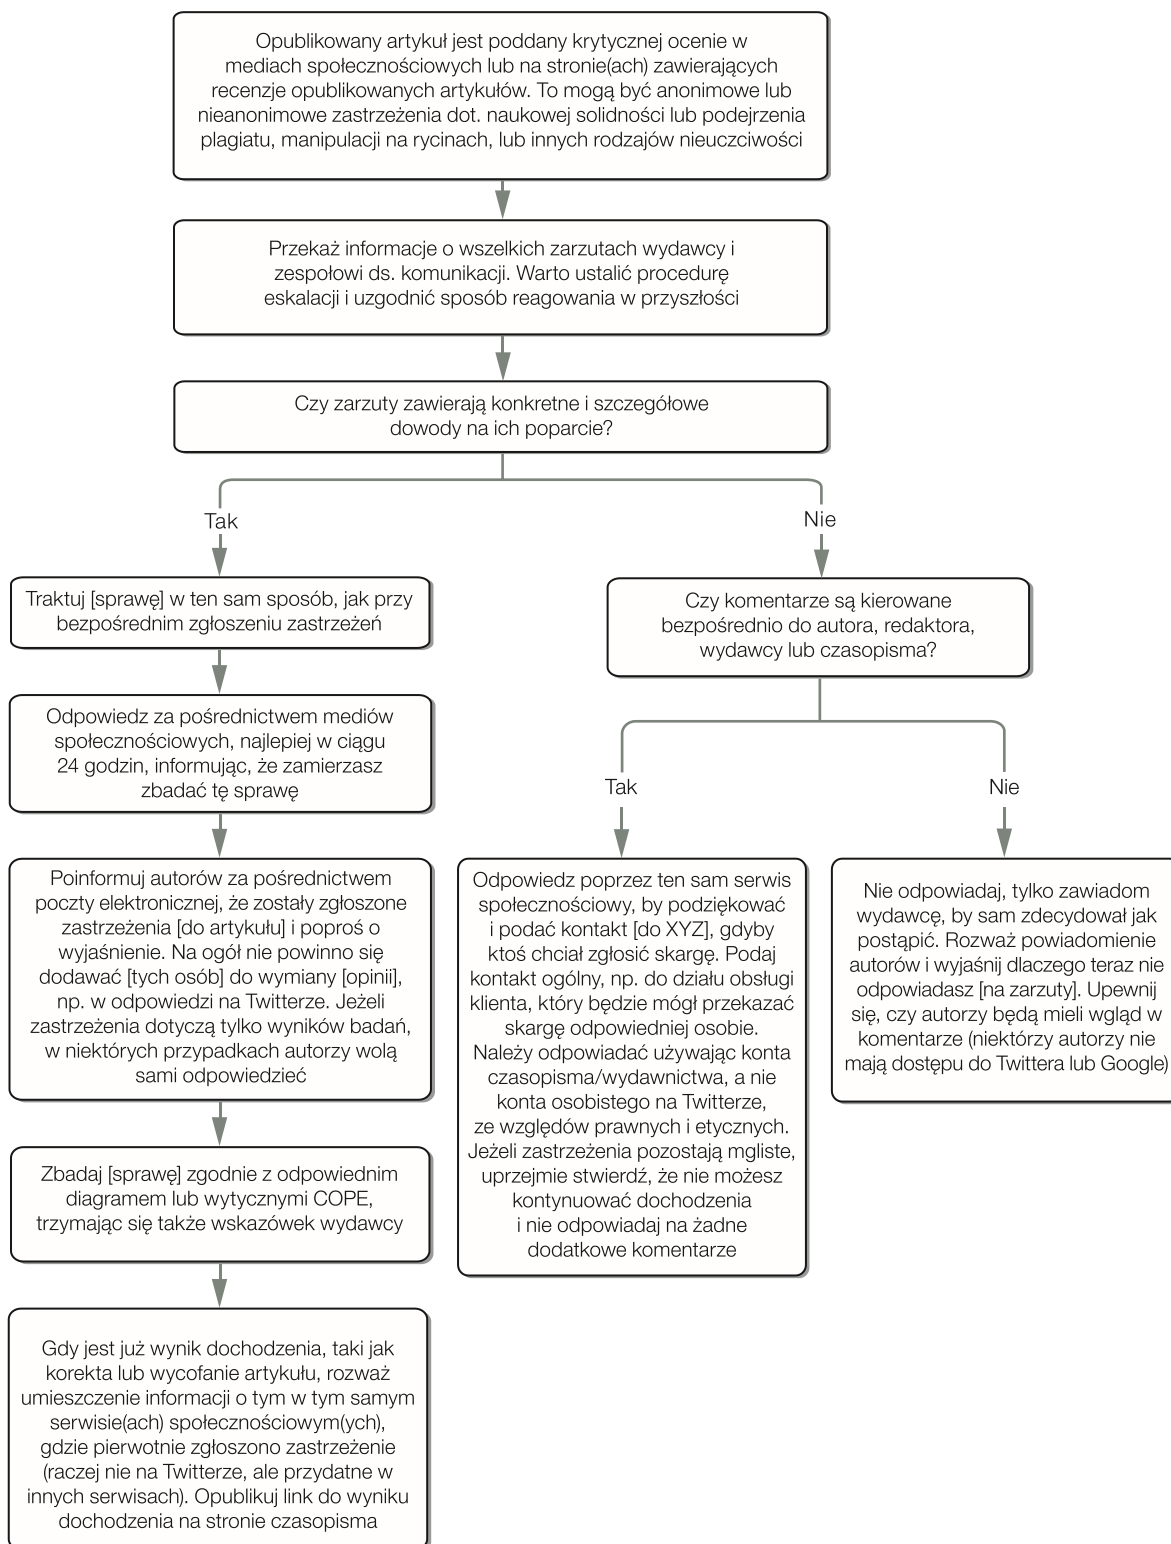 Opublikowany artykuł jest poddany krytycznej ocenie w
mediach społecznościowych lub na stronie(ach) zawierających
recenzje opublikowanych artykułów. To mogą być anonimowe lub
nieanonimowe zastrzeżenia dot. naukowej solidności lub podejrzenia
plagiatu, manipulacji na rycinach, lub innych rodzajów nieuczciwości
Przekaż informacje o wszelkich zarzutach wydawcy i
zespołowi ds. komunikacji. Warto ustalić procedurę
eskalacji i uzgodnić sposób reagowania w przyszłości
Czy zarzuty zawierają konkretne i szczegółowe
dowody na ich poparcie?
Tak
Nie
Traktuj [sprawę] w ten sam sposób, jak przy
bezpośrednim zgłoszeniu zastrzeżeń
Odpowiedz za pośrednictwem mediów
społecznościowych, najlepiej w ciągu
24 godzin, informując, że zamierzasz
zbadać tę sprawę
Poinformuj autorów za pośrednictwem
poczty elektronicznej, że zostały zgłoszone
zastrzeżenia [do artykułu] i poproś o
wyjaśnienie. Na ogół nie powinno się
dodawać [tych osób] do wymiany [opinii],
np. w odpowiedzi na Twitterze. Jeżeli
zastrzeżenia dotyczą tylko wyników badań,
w niektórych przypadkach autorzy wolą
sami odpowiedzieć
Zbadaj [sprawę] zgodnie z odpowiednim
diagramem lub wytycznymi COPE,
trzymając się także wskazówek wydawcy
Gdy jest już wynik dochodzenia, taki jak
korekta lub wycofanie artykułu, rozważ
umieszczenie informacji o tym w tym samym
serwisie(ach) społecznościowym(ych),
gdzie pierwotnie zgłoszono zastrzeżenie
(raczej nie na Twitterze, ale przydatne w
innych serwisach). Opublikuj link do wyniku
dochodzenia na stronie czasopisma
Czy komentarze są kierowane
bezpośrednio do autora, redaktora,
wydawcy lub czasopisma?
Tak
Nie
Odpowiedz poprzez ten sam serwis
społecznościowy, by podziękować
i podać kontakt [do XYZ], gdyby
ktoś chciał zgłosić skargę. Podaj
kontakt ogólny, np. do działu obsługi
klienta, który będzie mógł przekazać
skargę odpowiedniej osobie.
Należy odpowiadać używając konta
czasopisma/wydawnictwa, a nie
konta osobistego na Twitterze,
ze względów prawnych i etycznych.
Jeżeli zastrzeżenia pozostają mgliste,
uprzejmie stwierdź, że nie możesz
kontynuować dochodzenia
i nie odpowiadaj na żadne
dodatkowe komentarze
Nie odpowiadaj, tylko zawiadom
wydawcę, by sam zdecydował jak
postąpić. Rozważ powiadomienie
autorów i wyjaśnij dlaczego teraz nie
odpowiadasz [na zarzuty]. Upewnij
się, czy autorzy będą mieli wgląd w
komentarze (niektórzy autorzy nie
mają dostępu do Twittera lub Google)